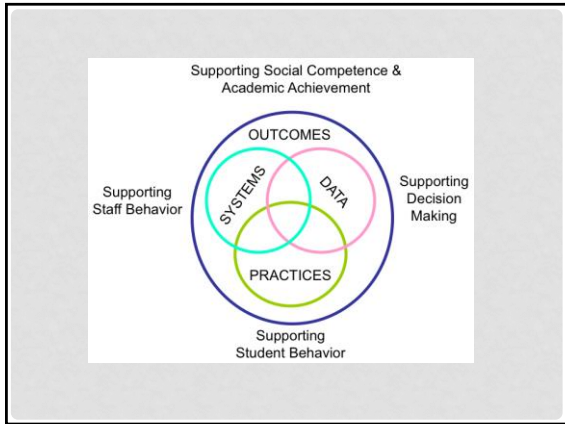 Supporting Social Competence &
Academic Achievement
OUTCOMES
Supporting
Staff Behavior
SYSTEMS
DATA
Supporting
Decision
Making
PRACTICES
Supporting
Student Behavior